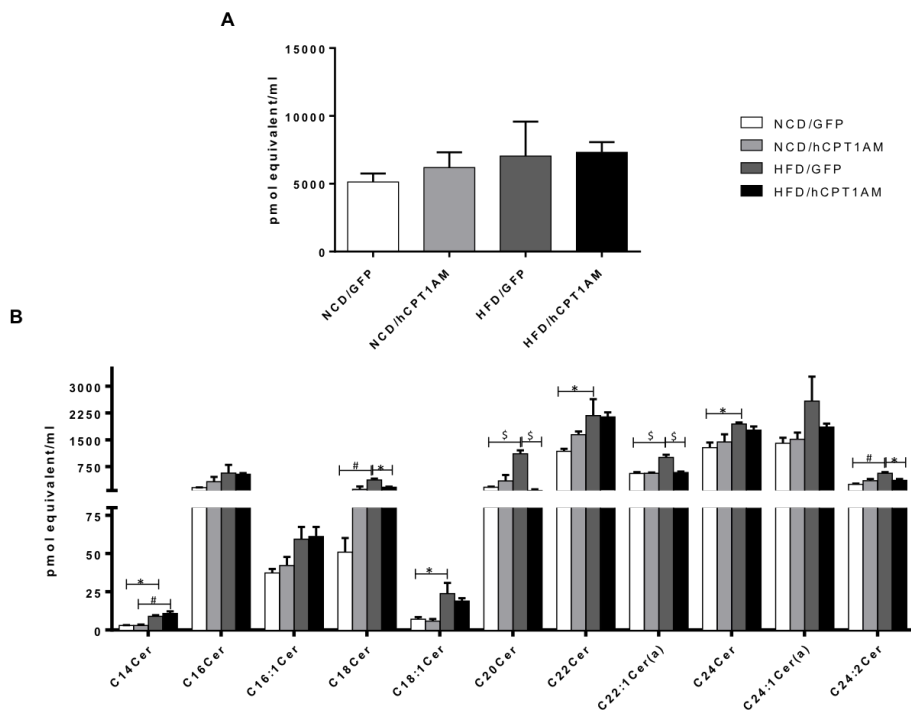 A
pmol equivalent/ml
15000
10000
5000
0
NCD/GFP
NCD/hCPT1AM
HFD/GFP
HFD/hCPT1AM
NCD/GFP
NCD/hCPT1AM
HFD/GFP
HFD/hCPT1AM
B
pmol equivalent/ml
3000
2250
1500
750
75
50
25
0
*
#
# *
*
$ $
*
$ $
*
# *
C14Cer
C16Cer
C16:1Cer
C18Cer
C18:1Cer
C20Cer
C22Cer
C22:1Cer(a)
C24Cer
C24:1Cer(a)
C24:2Cer